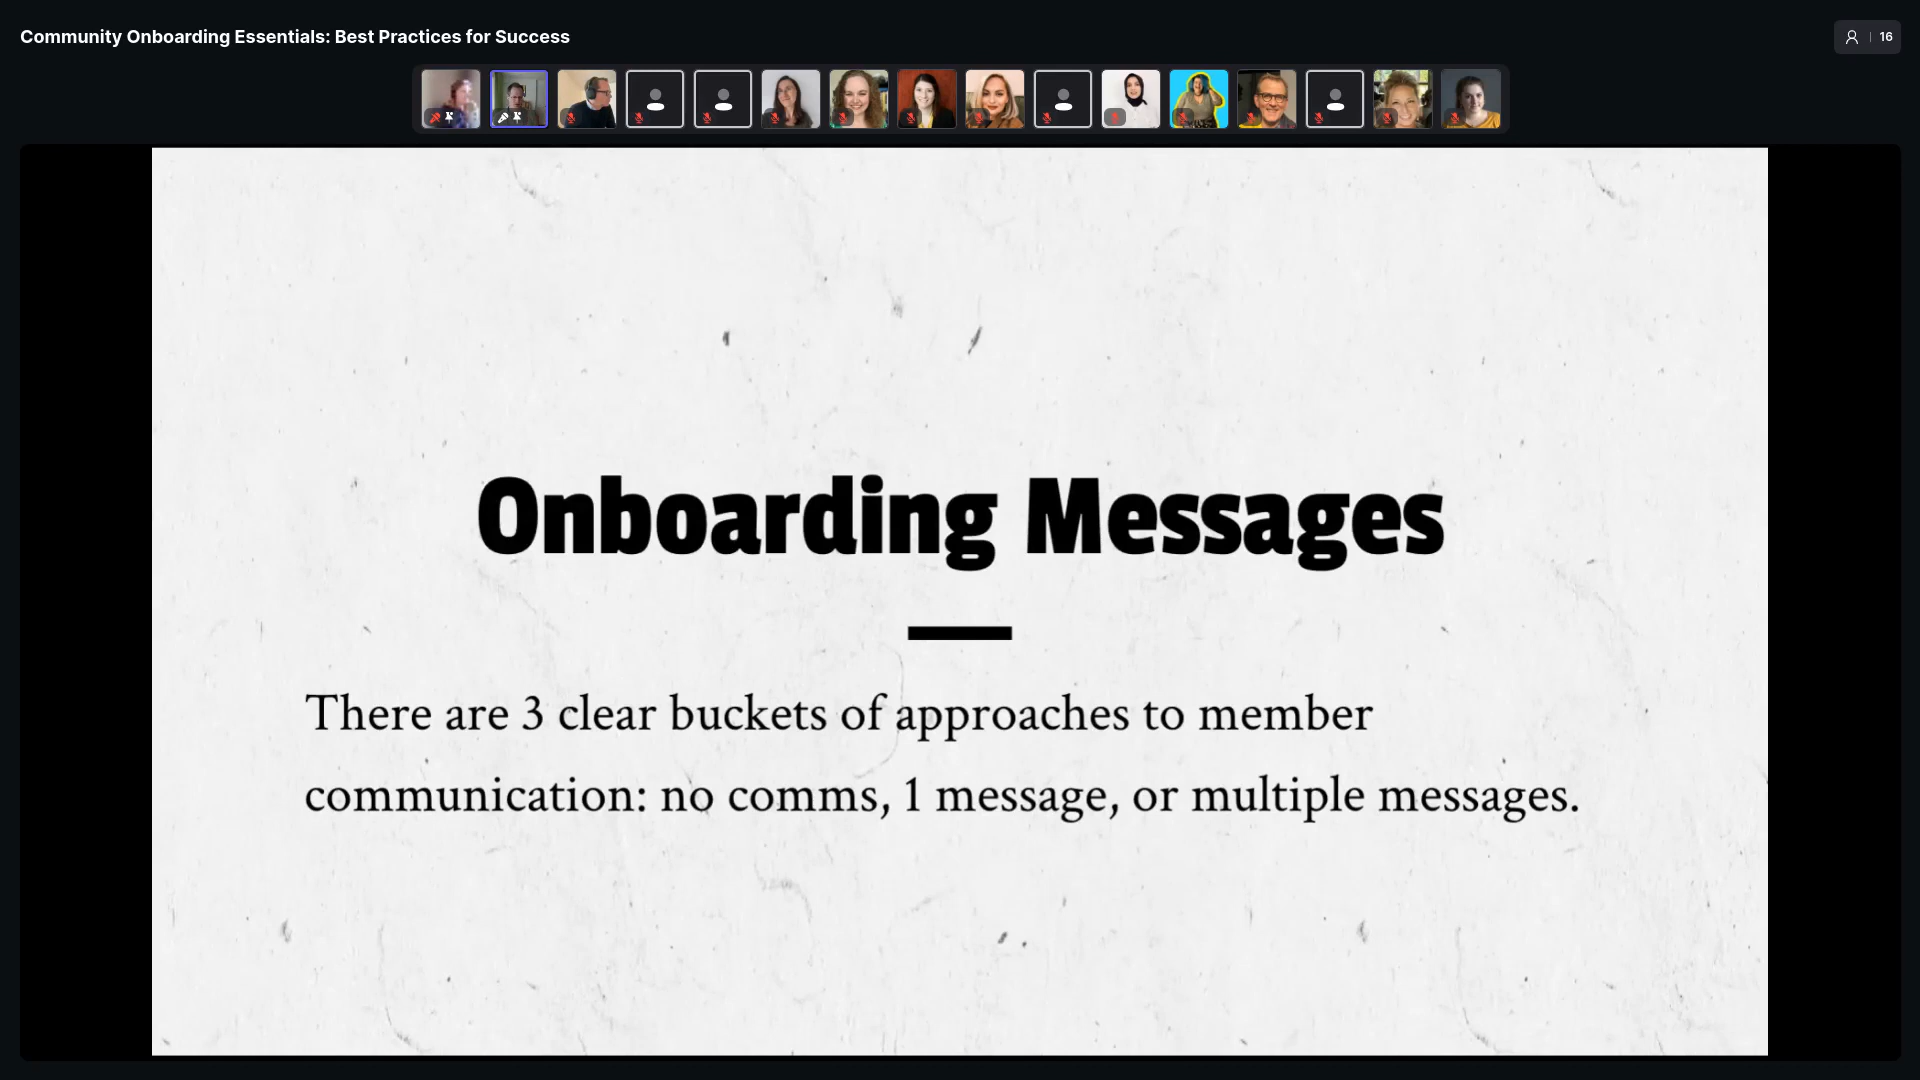 Community Onboarding Essentials: Best Practices for Success
16
Onboarding Messages
There are 3 clear buckets of approaches to member
communication: no comms, 1 message, or multiple messages.